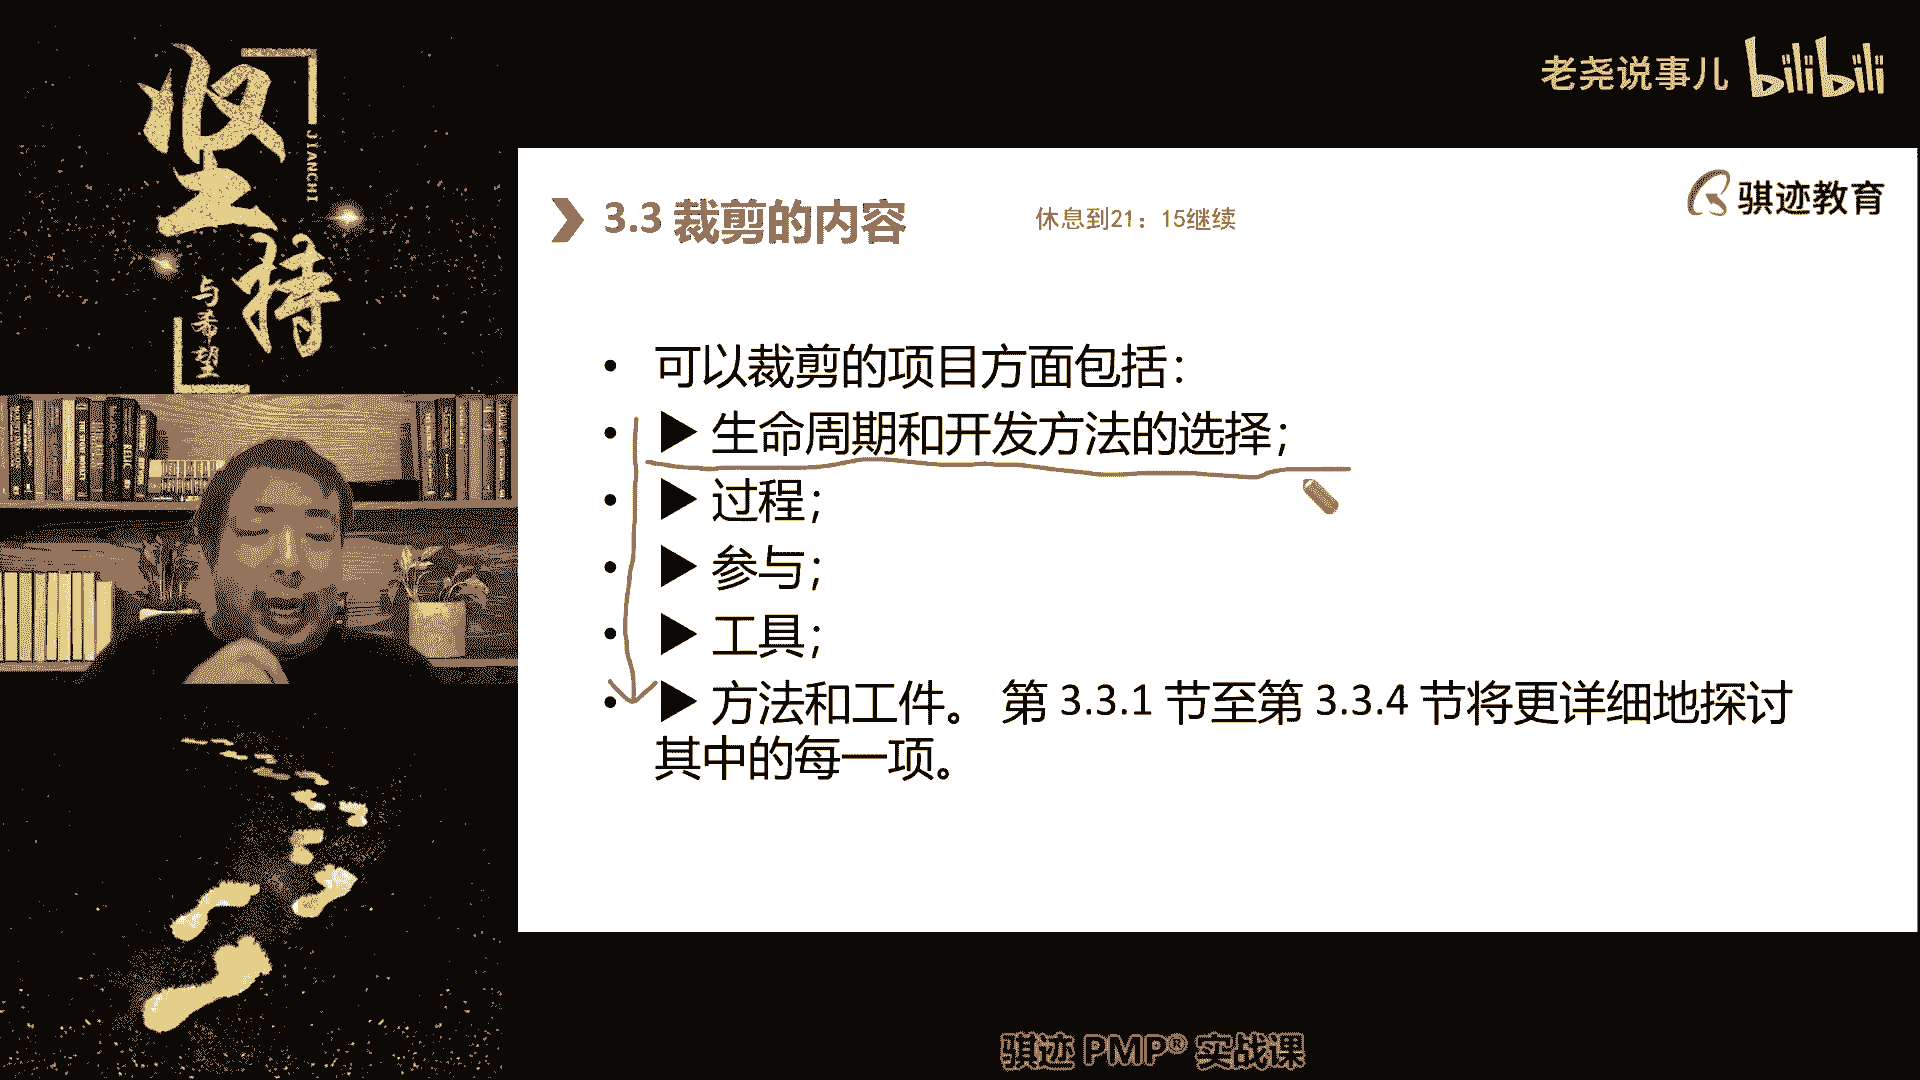 坚持
JIANCHI
与希望
老尧说事儿 bilibili
骐迹教育
3.3 裁剪的内容
休息到21：15继续
• 可以裁剪的项目方面包括：
• ▶ 生命周期和开发方法的选择；
• ▶ 过程；
• ▶ 参与；
• ▶ 工具；
• ▶ 方法和工件。 第 3.3.1 节至第 3.3.4 节将更详细地探讨
其中的每一项。
骐迹 PMP® 实战课